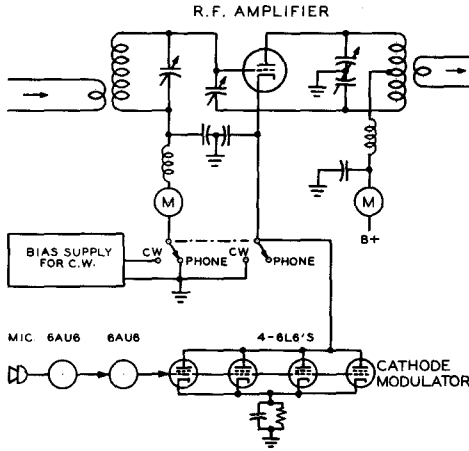 R.F. AMPLIFIER
M
M
B+
BIAS SUPPLY
FOR C.W.
CW
PHONE
CW
PHONE
MIC.
6AU6
6AU6
4-6L6'S
CATHODE
MODULATOR